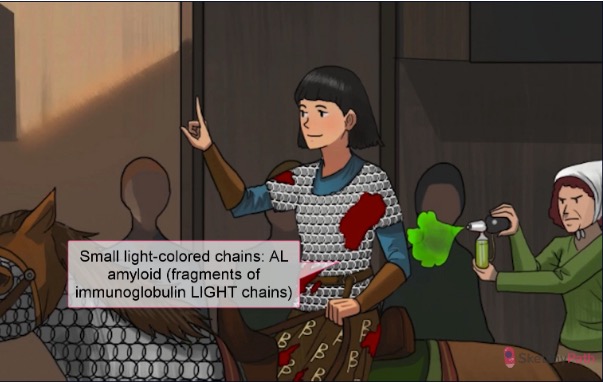 Small light-colored chains: AL
amyloid (fragments of
immunoglobulin LIGHT chains)